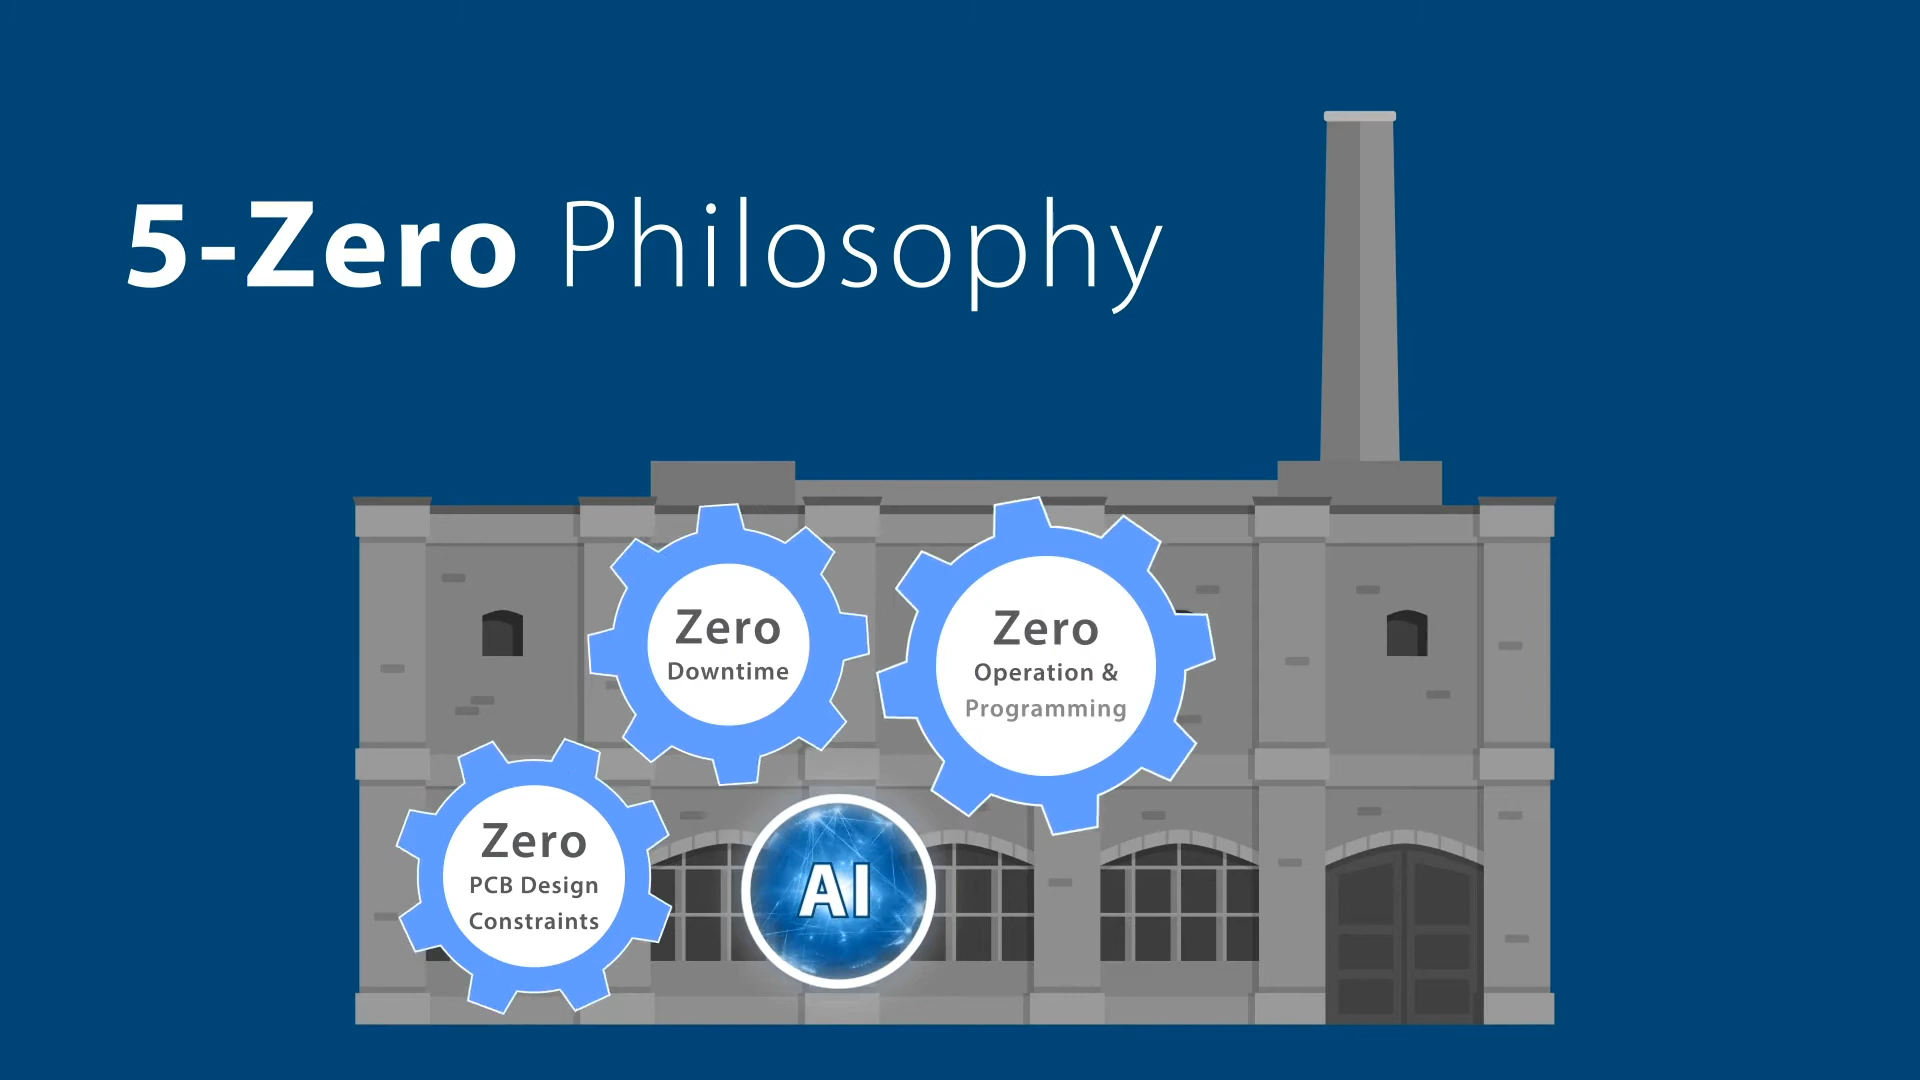 5-Zero Philosophy
Zero
Downtime
Zero
Operation &
Programming
Zero
PCB Design
Constraints
AI